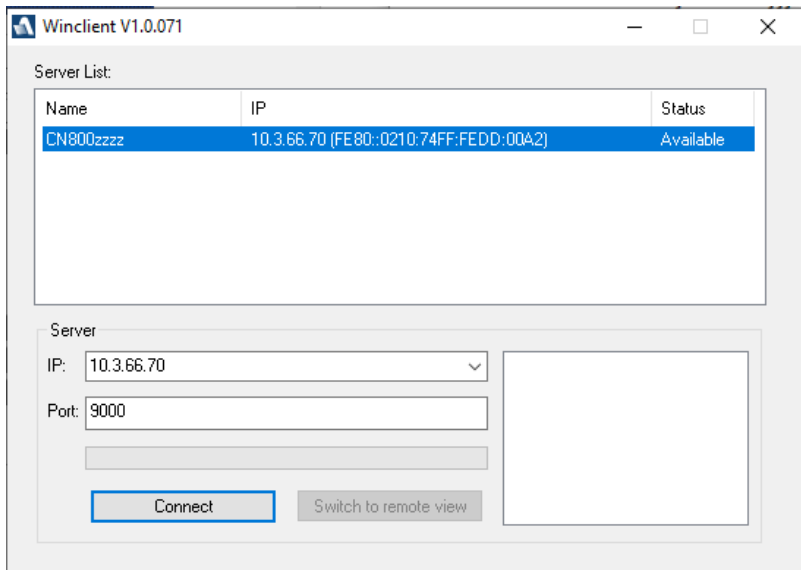 Winclient V1.0.071
Server List:
Name IP Status
CN800zzzz 10.3.66.70 (FE80::0210:74FF:FEDD:00A2) Available
Server
IP: 10.3.66.70
Port: 9000
Connect Switch to remote view